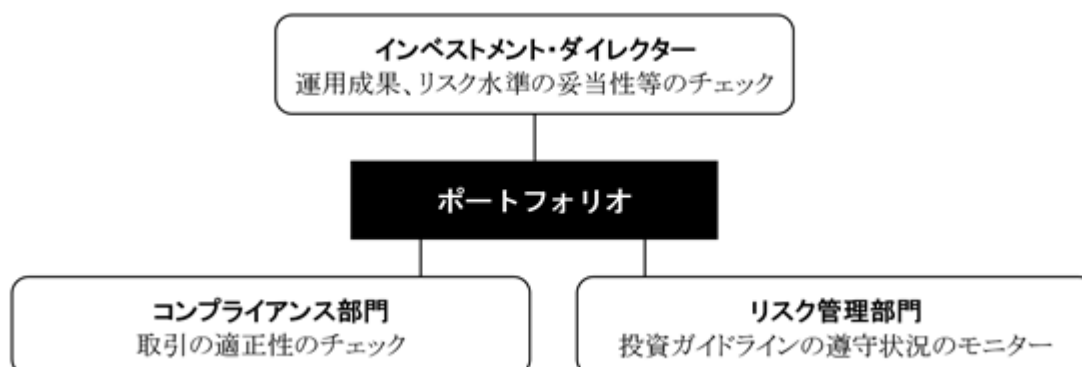 インベストメント・ダイレクター
運用成果、リスク水準の妥当性等のチェック
ポートフォリオ
コンプライアンス部門
取引の適正性のチェック
リスク管理部門
投資ガイドラインの遵守状況のモニター